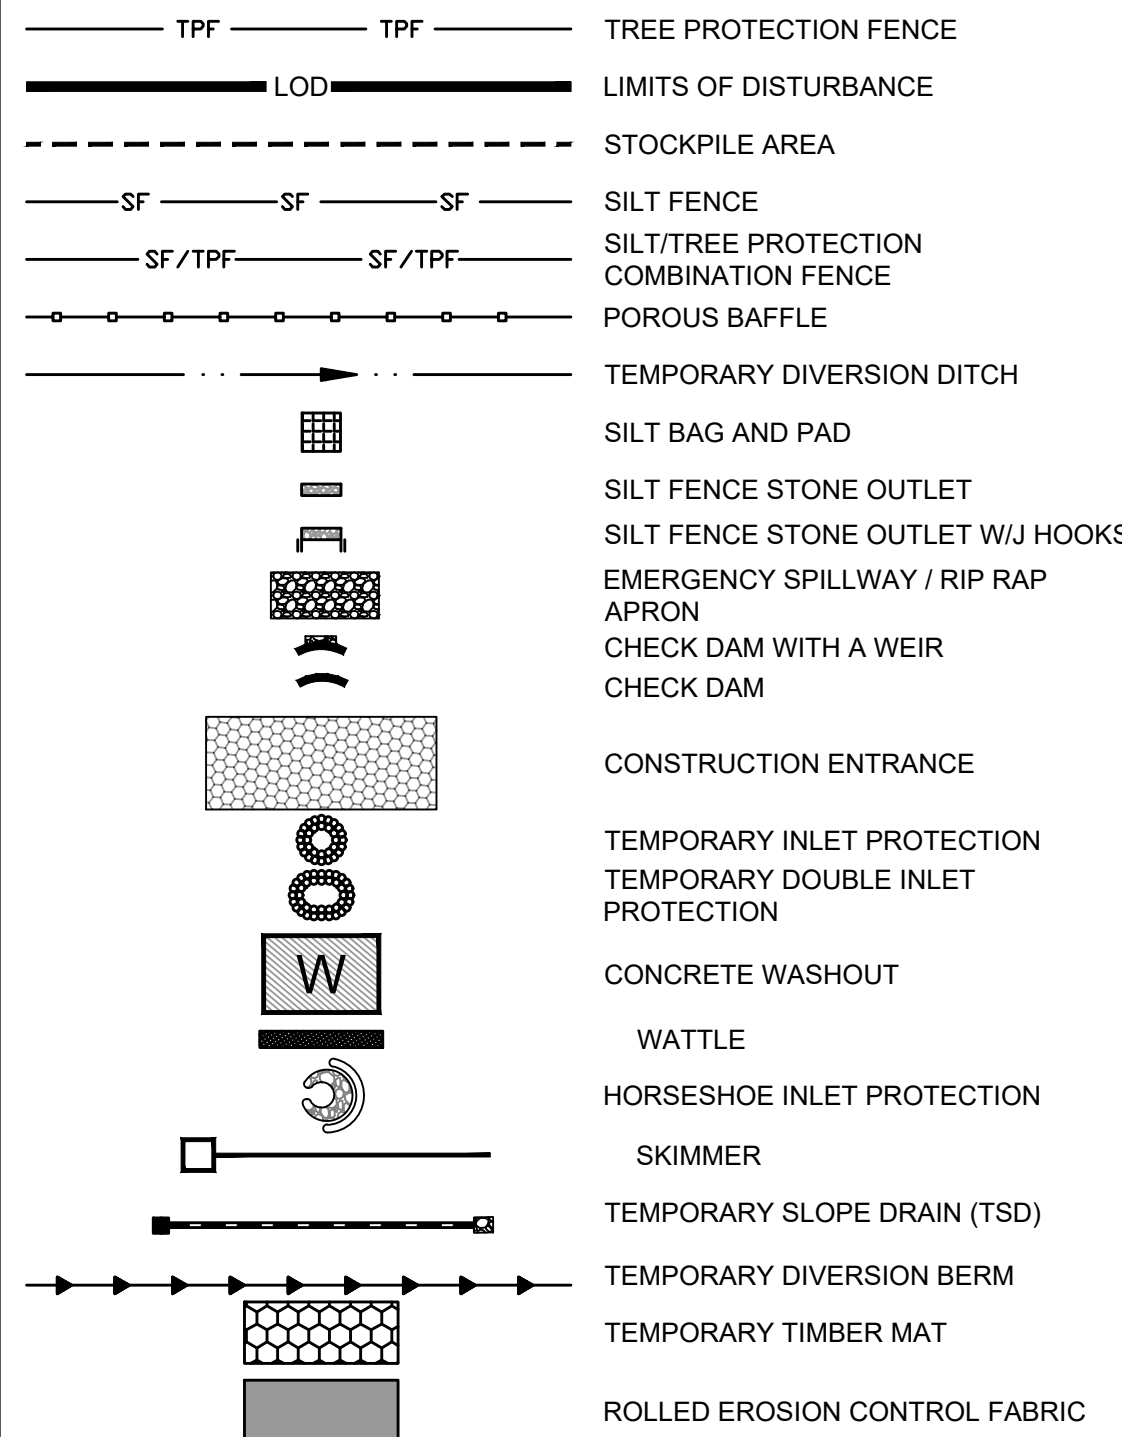 TPF TPF TREE PROTECTION FENCE
LOD LIMITS OF DISTURBANCE
STOCKPILE AREA
SF SF SF SILT FENCE
SF/TPF SF/TPF SILT/TREE PROTECTION
COMBINATION FENCE
POROUS BAFFLE
TEMPORARY DIVERSION DITCH
SILT BAG AND PAD
SILT FENCE STONE OUTLET
SILT FENCE STONE OUTLET W/J HOOKS
EMERGENCY SPILLWAY / RIP RAP
APRON
CHECK DAM WITH A WEIR
CHECK DAM
CONSTRUCTION ENTRANCE
TEMPORARY INLET PROTECTION
TEMPORARY DOUBLE INLET
PROTECTION
W CONCRETE WASHOUT
WATTLE
HORSESHOE INLET PROTECTION
SKIMMER
TEMPORARY SLOPE DRAIN (TSD)
TEMPORARY DIVERSION BERM
TEMPORARY TIMBER MAT
ROLLED EROSION CONTROL FABRIC